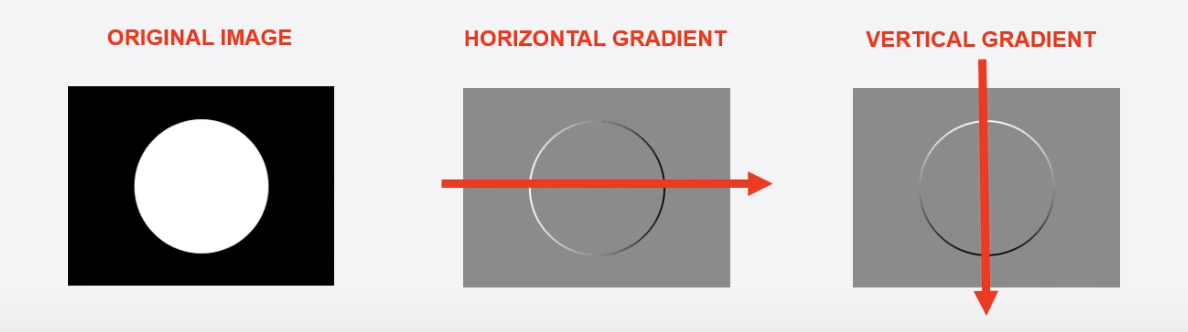 ORIGINAL IMAGE
HORIZONTAL GRADIENT
VERTICAL GRADIENT